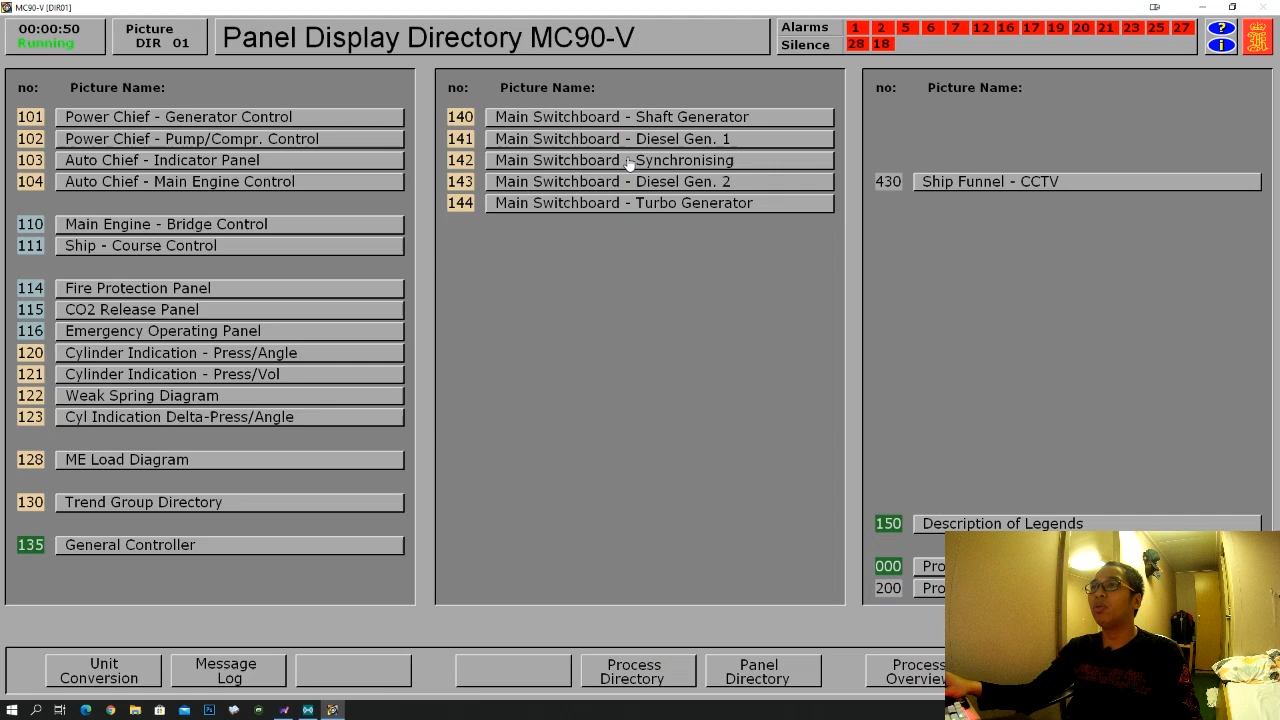 MC90-V [DIR01]
00:00:50
Running
Picture
DIR 01
Panel Display Directory MC90-V
Alarms
Silence
1 2 5 6 7 12 16 17 19 20 21 23 25 27
28 18
?
i
no: Picture Name:
101 Power Chief - Generator Control
102 Power Chief - Pump/Compr. Control
103 Auto Chief - Indicator Panel
104 Auto Chief - Main Engine Control
110 Main Engine - Bridge Control
111 Ship - Course Control
114 Fire Protection Panel
115 CO2 Release Panel
116 Emergency Operating Panel
120 Cylinder Indication - Press/Angle
121 Cylinder Indication - Press/Vol
122 Weak Spring Diagram
123 Cyl Indication Delta-Press/Angle
128 ME Load Diagram
130 Trend Group Directory
135 General Controller
no: Picture Name:
140 Main Switchboard - Shaft Generator
141 Main Switchboard - Diesel Gen. 1
142 Main Switchboard - Synchronising
143 Main Switchboard - Diesel Gen. 2
144 Main Switchboard - Turbo Generator
no: Picture Name:
430 Ship Funnel - CCTV
150 Description of Legends
000 Pro
200 Pro
Unit
Conversion
Message
Log
Process
Directory
Panel
Directory
Process
Overview